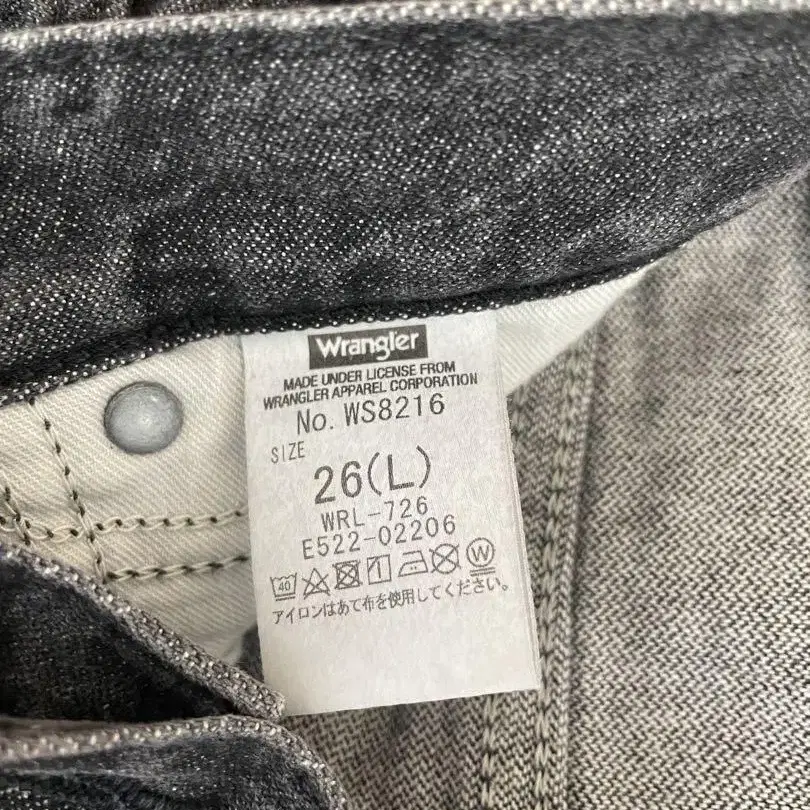 Wrangler
MADE UNDER LICENSE FROM
WRANGLER APPAREL CORPORATION
No. WS8216
SIZE
26(L)
WRL-726
E522-02206
40 W
アイロンはあて布を使用してください。